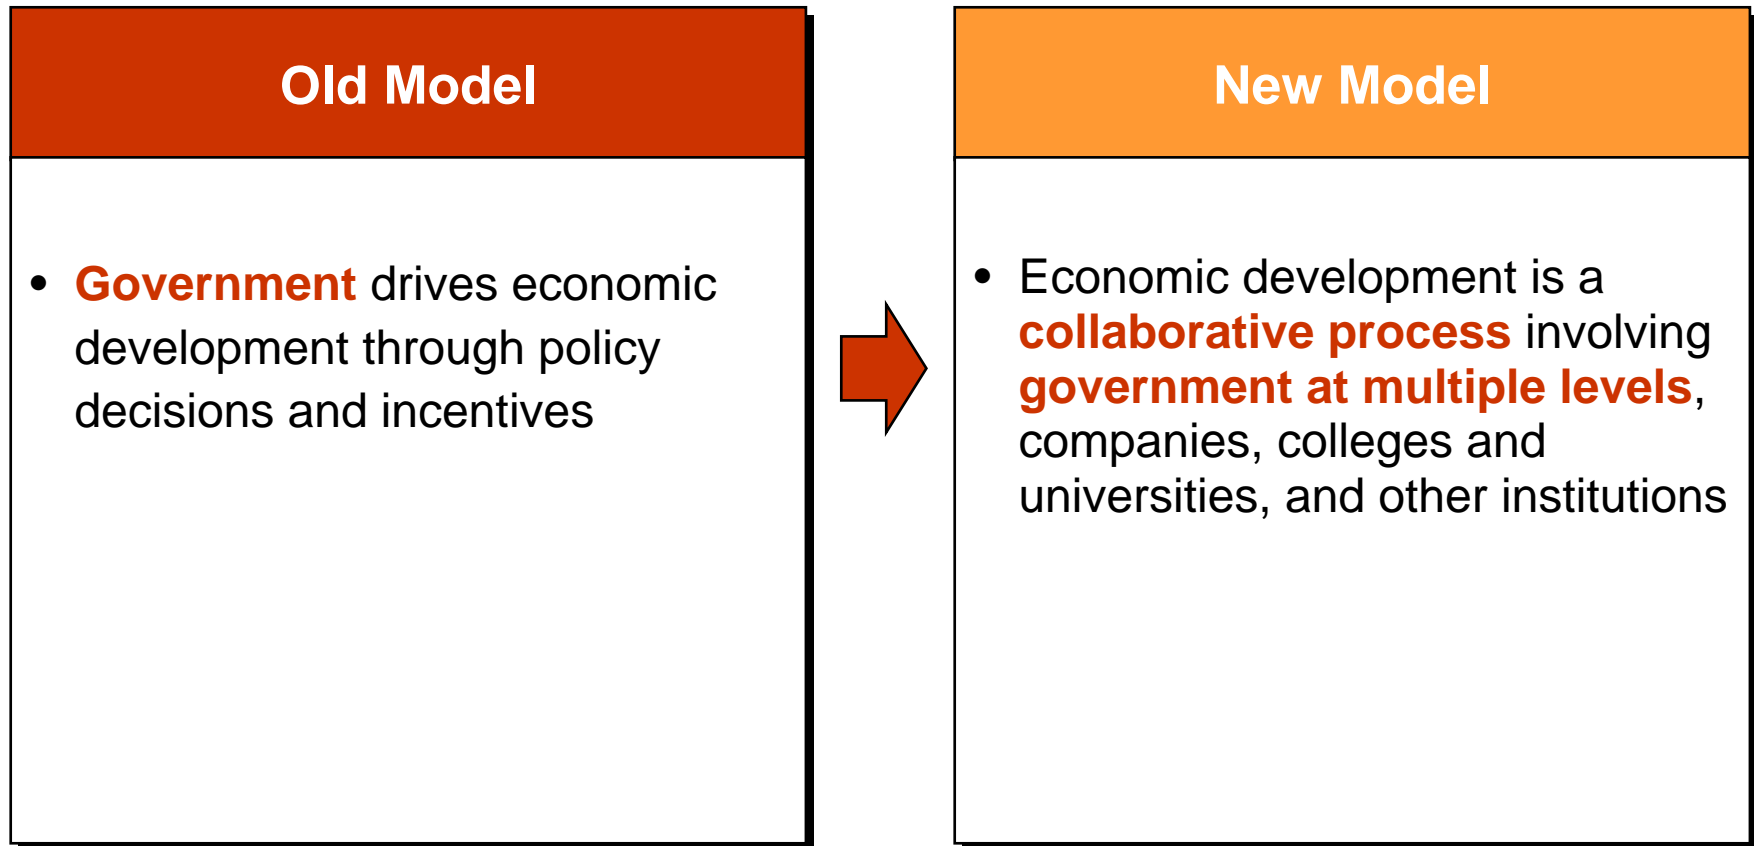 Old Model
• Government drives economic
development through policy
decisions and incentives
New Model
• Economic development is a
collaborative process involving
government at multiple levels,
companies, colleges and
universities, and other institutions